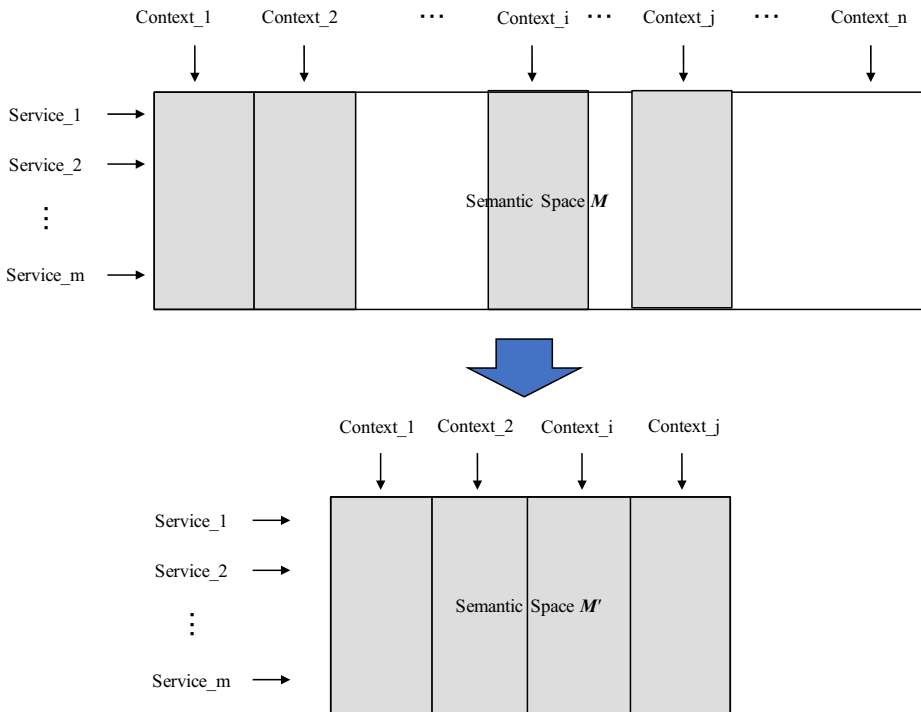 Context_1 Context_2 ... Context_i ... Context_j ... Context_n
Service_1
Service_2
⋮
Semantic Space M
Service_m
Context_1 Context_2 Context_i Context_j
Service_1
Service_2
Semantic Space M'
⋮
Service_m